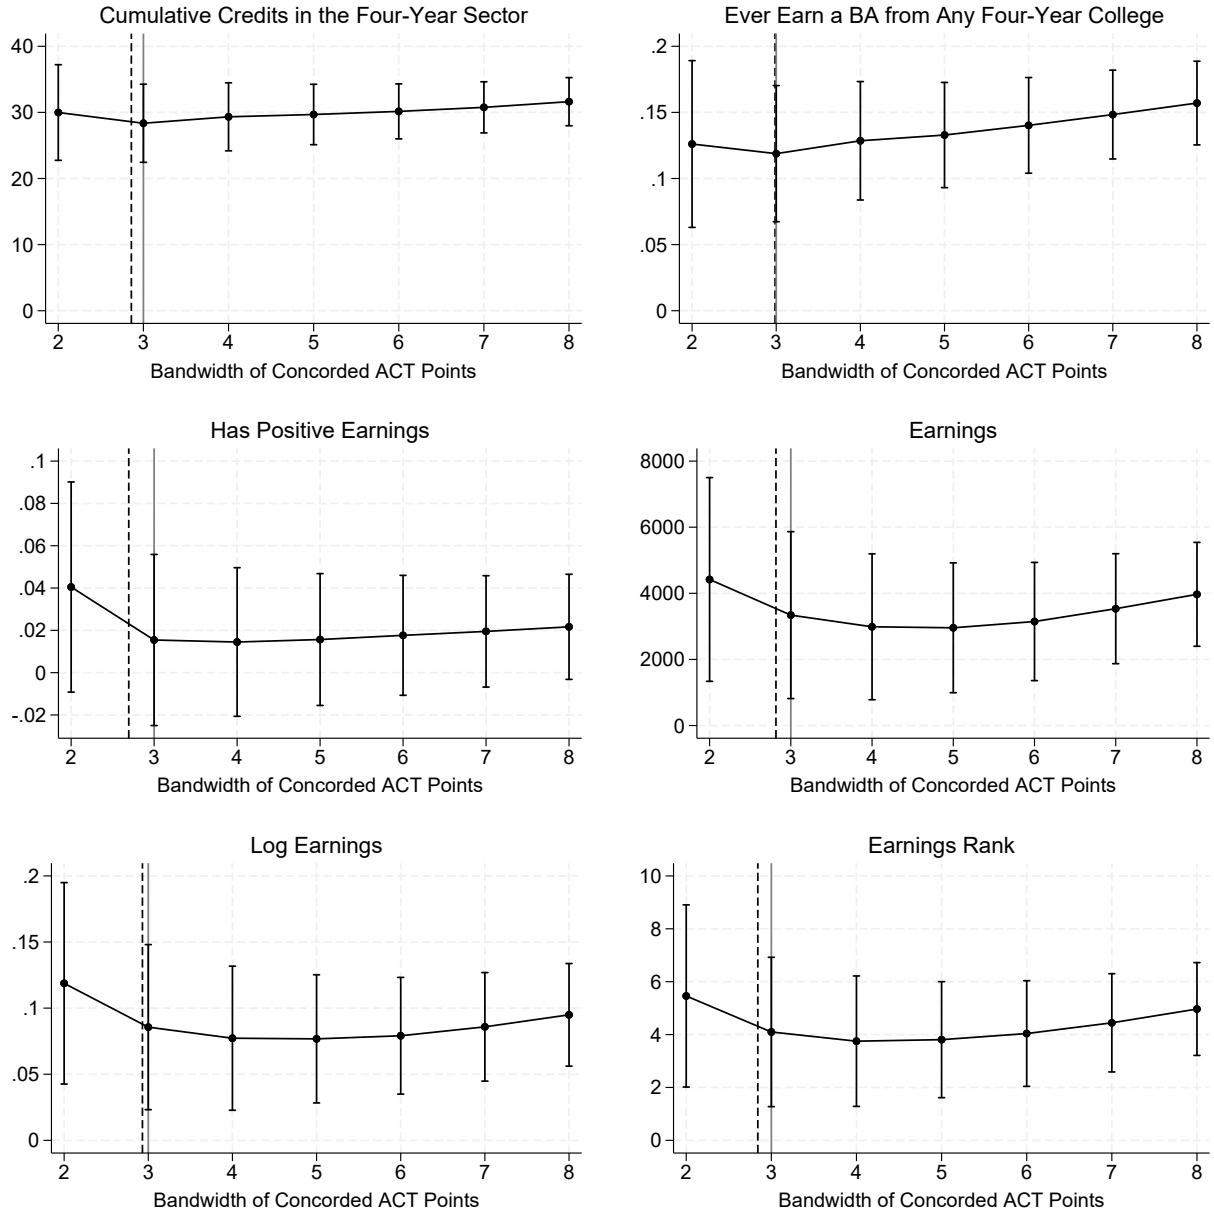 Cumulative Credits in the Four-Year Sector
40
30
20
10
0
2 3 4 5 6 7 8
Bandwidth of Concorded ACT Points
Ever Earn a BA from Any Four-Year College
.2
.15
.1
.05
0
2 3 4 5 6 7 8
Bandwidth of Concorded ACT Points
Has Positive Earnings
.1
.08
.06
.04
.02
0
-.02
2 3 4 5 6 7 8
Bandwidth of Concorded ACT Points
Earnings
8000
6000
4000
2000
0
2 3 4 5 6 7 8
Bandwidth of Concorded ACT Points
Log Earnings
.2
.15
.1
.05
0
2 3 4 5 6 7 8
Bandwidth of Concorded ACT Points
Earnings Rank
10
8
6
4
2
0
2 3 4 5 6 7 8
Bandwidth of Concorded ACT Points